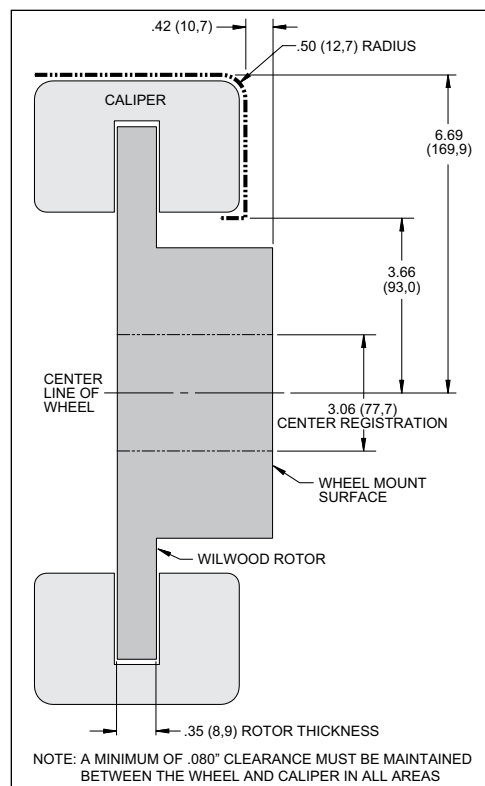 .42 (10,7)
.50 (12,7) RADIUS
CALIPER
6.69
(169,9)
3.66
(93,0)
CENTER
LINE OF
WHEEL
3.06 (77,7)
CENTER REGISTRATION
WHEEL MOUNT
SURFACE
WILWOOD ROTOR
.35 (8,9) ROTOR THICKNESS
NOTE: A MINIMUM OF .080" CLEARANCE MUST BE MAINTAINED
BETWEEN THE WHEEL AND CALIPER IN ALL AREAS